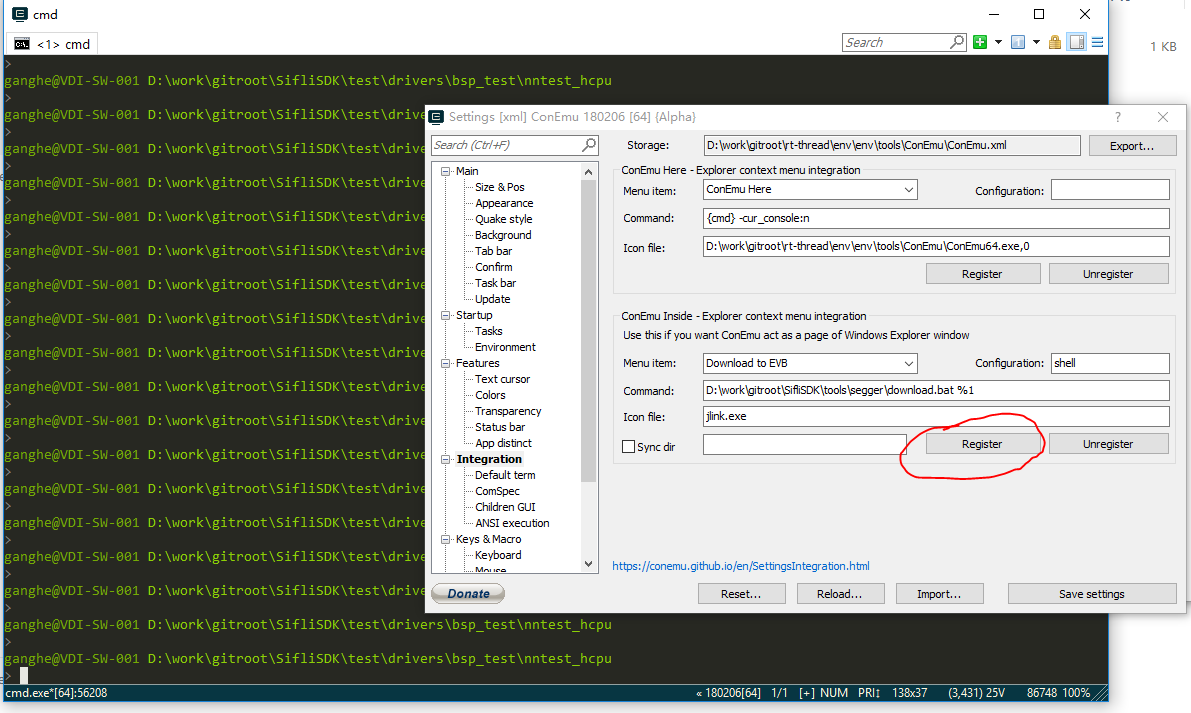 cmd
<1> cmd
Search
1 KB
>
ganghe@VDI-SW-001 D:\work\gitroot\SifliSDK\test\drivers\bsp_test\nntest_hcpu
>
ganghe@VDI-SW-001 D:\work\gitroot\SifliSDK\test\drive
>
ganghe@VDI-SW-001 D:\work\gitroot\SifliSDK\test\drive
>
ganghe@VDI-SW-001 D:\work\gitroot\SifliSDK\test\drive
>
ganghe@VDI-SW-001 D:\work\gitroot\SifliSDK\test\drive
>
ganghe@VDI-SW-001 D:\work\gitroot\SifliSDK\test\drive
>
ganghe@VDI-SW-001 D:\work\gitroot\SifliSDK\test\drive
>
ganghe@VDI-SW-001 D:\work\gitroot\SifliSDK\test\drive
>
ganghe@VDI-SW-001 D:\work\gitroot\SifliSDK\test\drive
>
ganghe@VDI-SW-001 D:\work\gitroot\SifliSDK\test\drive
>
ganghe@VDI-SW-001 D:\work\gitroot\SifliSDK\test\drive
>
ganghe@VDI-SW-001 D:\work\gitroot\SifliSDK\test\drive
>
ganghe@VDI-SW-001 D:\work\gitroot\SifliSDK\test\drive
>
ganghe@VDI-SW-001 D:\work\gitroot\SifliSDK\test\drive
>
ganghe@VDI-SW-001 D:\work\gitroot\SifliSDK\test\drive
>
ganghe@VDI-SW-001 D:\work\gitroot\SifliSDK\test\drive
>
ganghe@VDI-SW-001 D:\work\gitroot\SifliSDK\test\drivers\bsp_test\nntest_hcpu
>
ganghe@VDI-SW-001 D:\work\gitroot\SifliSDK\test\drivers\bsp_test\nntest_hcpu
>
cmd.exe*[64]:56208
« 180206[64] 1/1 [+] NUM PRI↕ 138x37 (3,431) 25V 86748 100%
Settings [xml] ConEmu 180206 [64] {Alpha}
?
Search (Ctrl+F)
Main
Size & Pos
Appearance
Quake style
Background
Tab bar
Confirm
Task bar
Update
Startup
Tasks
Environment
Features
Text cursor
Colors
Transparency
Status bar
App distinct
Integration
Default term
ComSpec
Children GUI
ANSI execution
Keys & Macro
Keyboard
Mouse
Storage: D:\work\gitroot\rt-thread\env\env\tools\ConEmu\ConEmu.xml Export...
ConEmu Here - Explorer context menu integration
Menu item: ConEmu Here Configuration:
Command: {cmd} -cur_console:n
Icon file: D:\work\gitroot\rt-thread\env\env\tools\ConEmu\ConEmu64.exe,0
Register Unregister
ConEmu Inside - Explorer context menu integration
Use this if you want ConEmu act as a page of Windows Explorer window
Menu item: Download to EVB Configuration: shell
Command: D:\work\gitroot\SifliSDK\tools\segger\download.bat %1
Icon file: jlink.exe
Sync dir Register Unregister
https://conemu.github.io/en/SettingsIntegration.html
Donate Reset... Reload... Import... Save settings